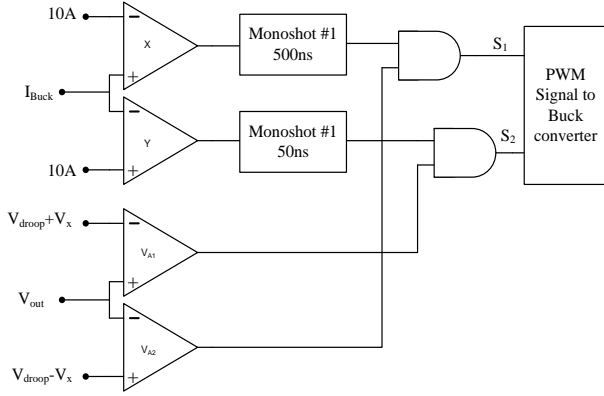 10A
−
X
+
I_Buck
−
Y
+
10A
Monoshot #1
500ns
Monoshot #1
50ns
S₁
S₂
PWM
Signal to
Buck
converter
V_droop+V_x
−
V_A1
+
V_out
−
V_A2
+
V_droop-V_x